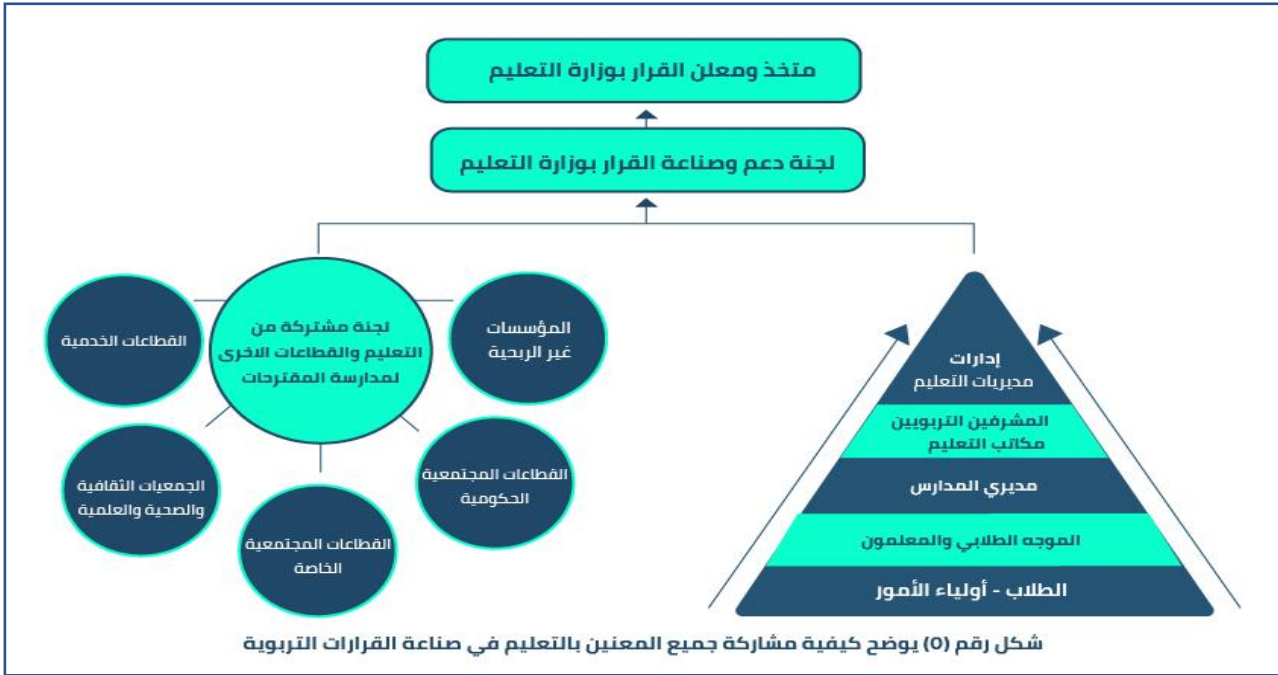 متخذ ومعلن القرار بوزارة التعليم
لجنة دعم وصناعة القرار بوزارة التعليم
إدارات
مديريات التعليم
المشرفين التربويين
مكاتب التعليم
مديري المدارس
الموجه الطلابي والمعلمون
الطلاب - أولياء الأمور
لجنة مشتركة من
التعليم والقطاعات الاخرى
لمدارسة المقترحات
المؤسسات
غير الربحية
القطاعات المجتمعية
الحكومية
القطاعات المجتمعية
الخاصة
الجمعيات الثقافية
والصحية والعلمية
القطاعات الخدمية
شكل رقم (٥) يوضح كيفية مشاركة جميع المعنين بالتعليم في صناعة القرارات التربوية